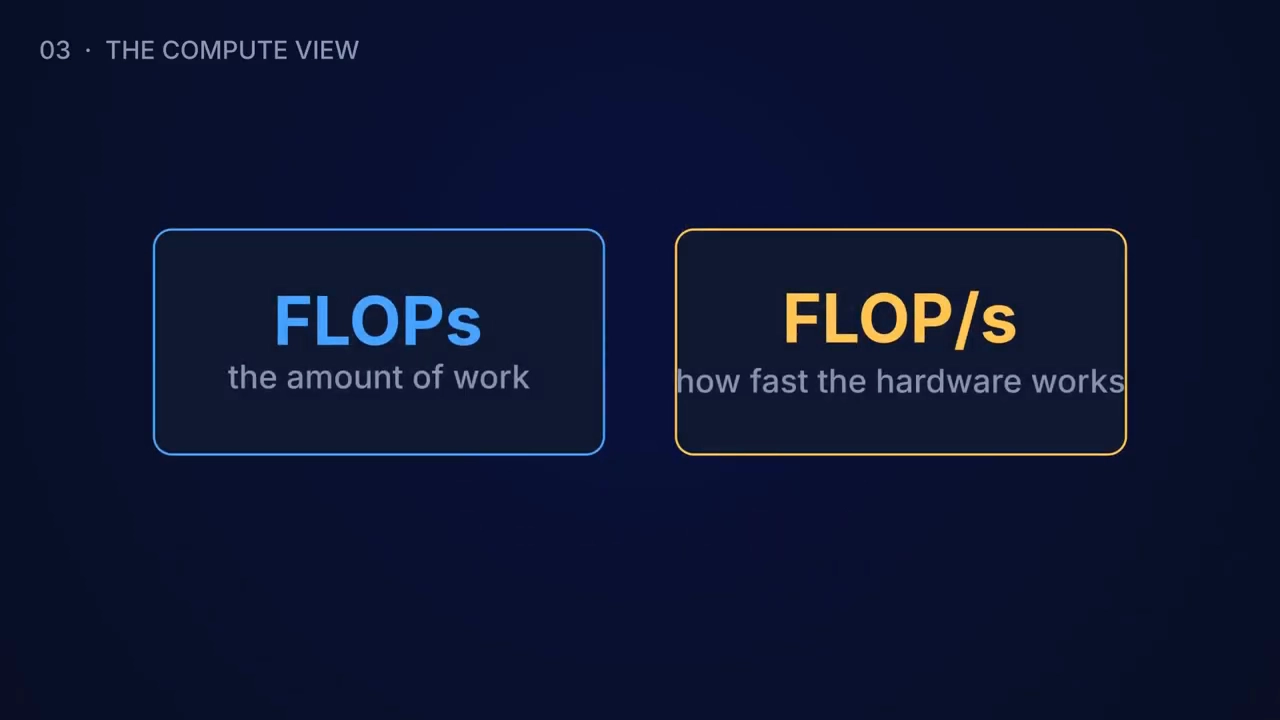 03 · THE COMPUTE VIEW
FLOPs
the amount of work
FLOP/s
how fast the hardware works